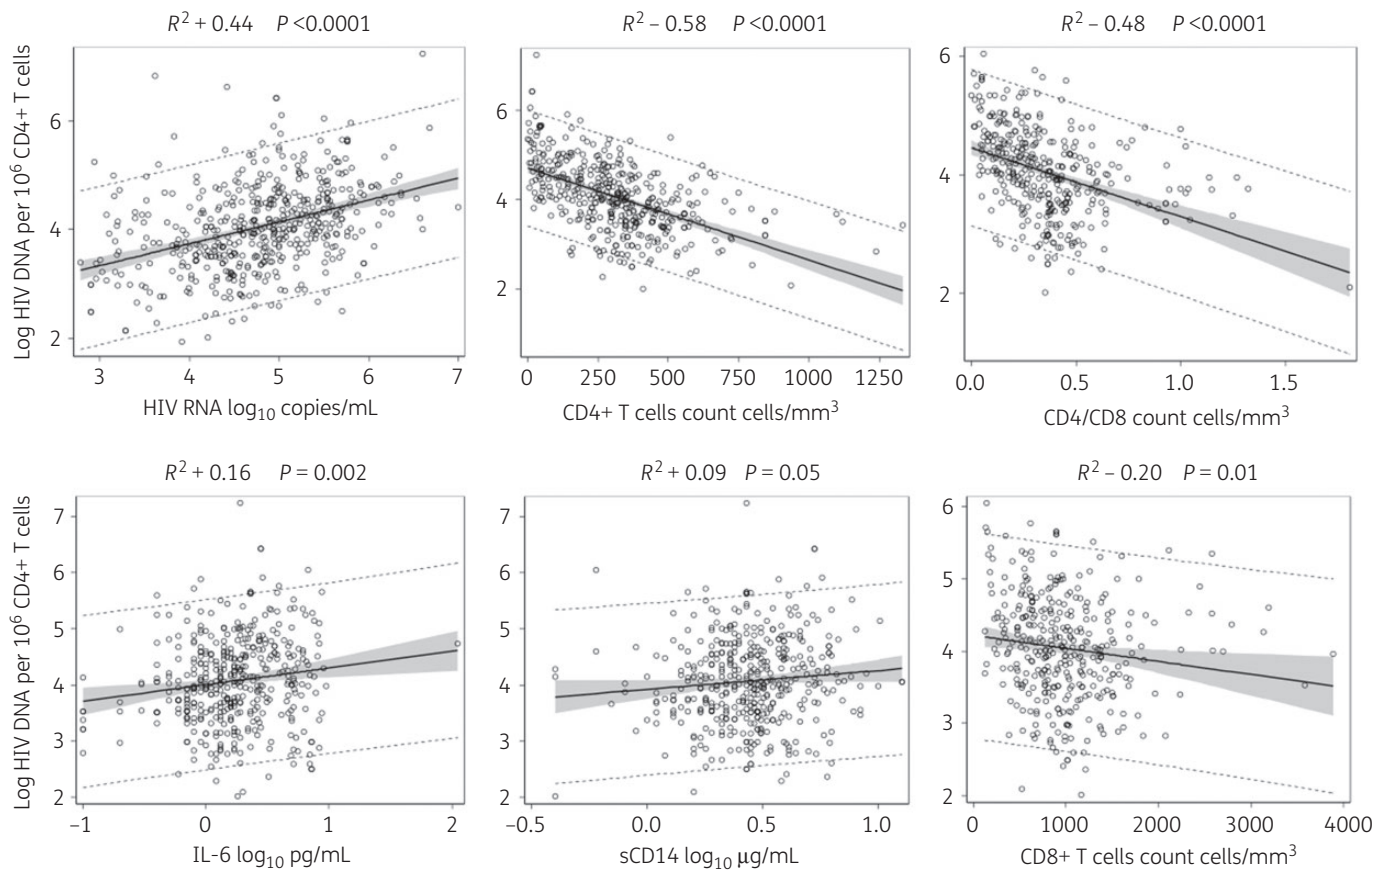 R² + 0.44 P <0.0001
R² – 0.58 P <0.0001
R² – 0.48 P <0.0001
Log HIV DNA per 10⁶ CD4+ T cells
6
4
2
3 4 5 6 7
HIV RNA log₁₀ copies/mL
6
4
2
0 250 500 750 1000 1250
CD4+ T cells count cells/mm³
6
4
2
0.0 0.5 1.0 1.5
CD4/CD8 count cells/mm³
R² + 0.16 P = 0.002
R² + 0.09 P = 0.05
R² – 0.20 P = 0.01
Log HIV DNA per 10⁶ CD4+ T cells
7
6
5
4
3
2
–1 0 1 2
IL-6 log₁₀ pg/mL
7
6
5
4
3
2
–0.5 0.0 0.5 1.0
sCD14 log₁₀ µg/mL
6
5
4
3
2
0 1000 2000 3000 4000
CD8+ T cells count cells/mm³